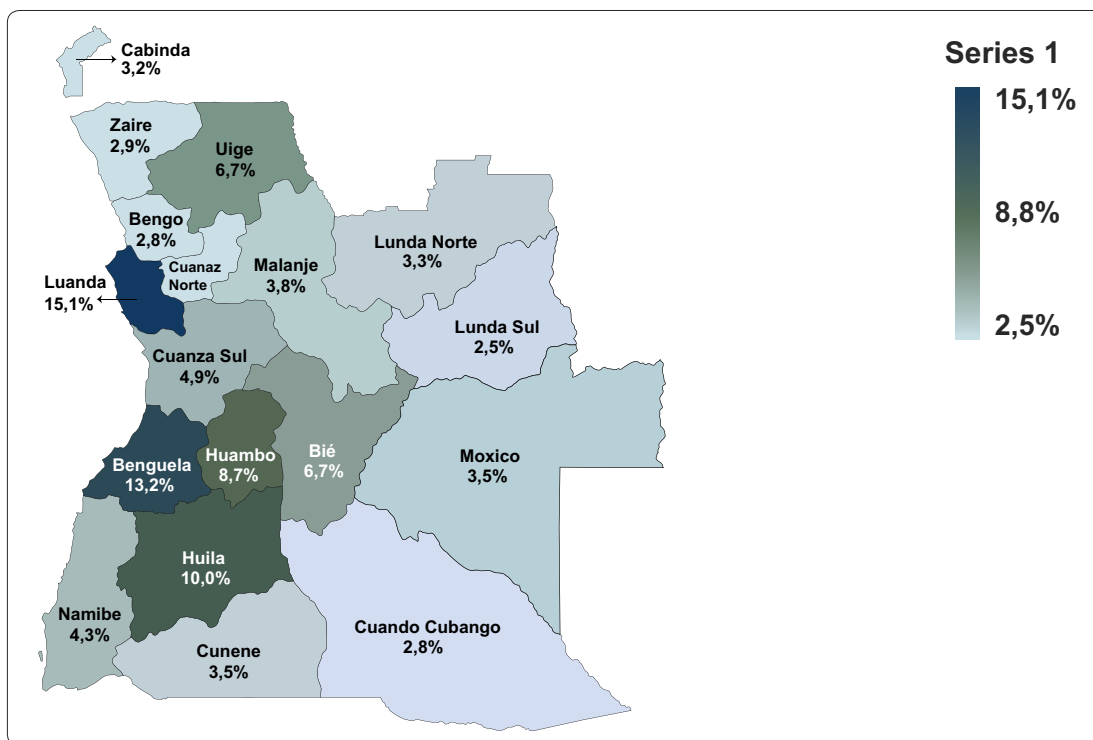 Cabinda
3,2%
Zaire
2,9%
Uige
6,7%
Bengo
2,8%
Cuanaz
Norte
Luanda
15,1%
Malanje
3,8%
Lunda Norte
3,3%
Lunda Sul
2,5%
Cuanza Sul
4,9%
Benguela
13,2%
Huambo
8,7%
Bié
6,7%
Moxico
3,5%
Huila
10,0%
Namibe
4,3%
Cunene
3,5%
Cuando Cubango
2,8%
Series 1
15,1%
8,8%
2,5%